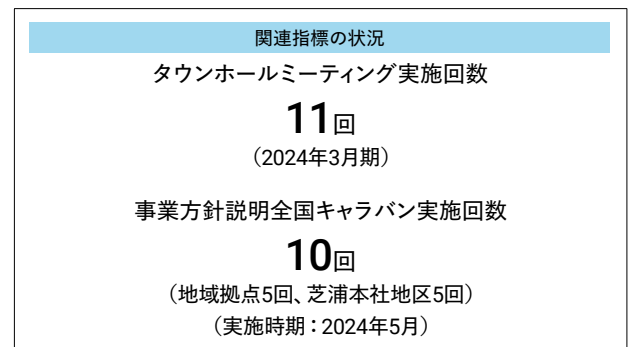 関連指標の状況
タウンホールミーティング実施回数
11回
（2024年3月期）
事業方針説明全国キャラバン実施回数
10回
（地域拠点5回、芝浦本社地区5回）
（実施時期：2024年5月）